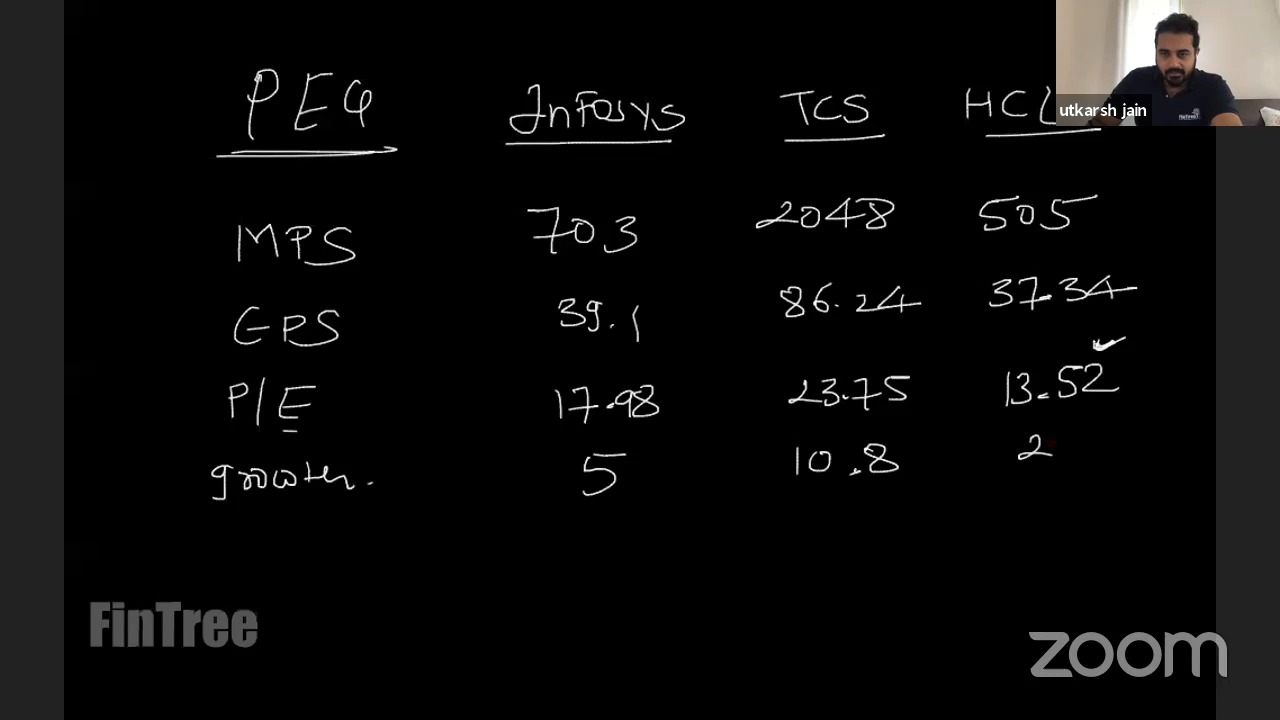 PEG Infosys TCS HCL
utkarsh jain
MPS 703 2048 505
EPS 39.1 86.24 37.34
P/E 17.98 23.75 13.52
growth. 5 10.8 2
FinTree
zoom